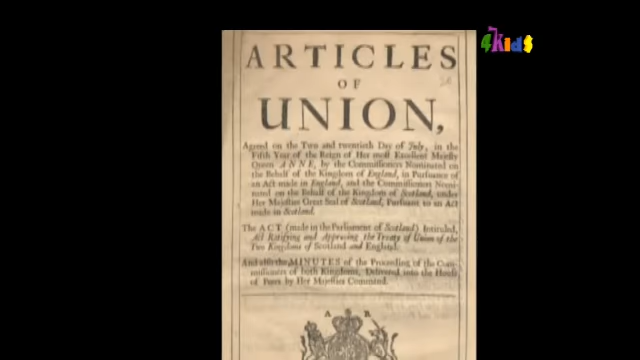 4Kids
ARTICLES
OF
UNION,
Agreed on the Two and twentieth Day of July, in the
Fifth Year of the Reign of Her most Excellent Majesty
Queen ANNE, by the Commissioners Nominated on
the Behalf of the Kingdom of England, in Pursuance of
an Act made in England, and the Commissioners Nomi-
nated on the Behalf of the Kingdom of Scotland, under
Her Majesties Great Seal of Scotland, Pursuant to an Act
made in Scotland.
The ACT (made in the Parliament of Scotland) Intituled,
Act Ratifying and Approving the Treaty of Union of the
Two Kingdoms of Scotland and England.
And also the MINUTES of the Proceeding of the Com-
missioners of both Kingdoms, Delivered into the House
of Peers by Her Majesties Command.
A R